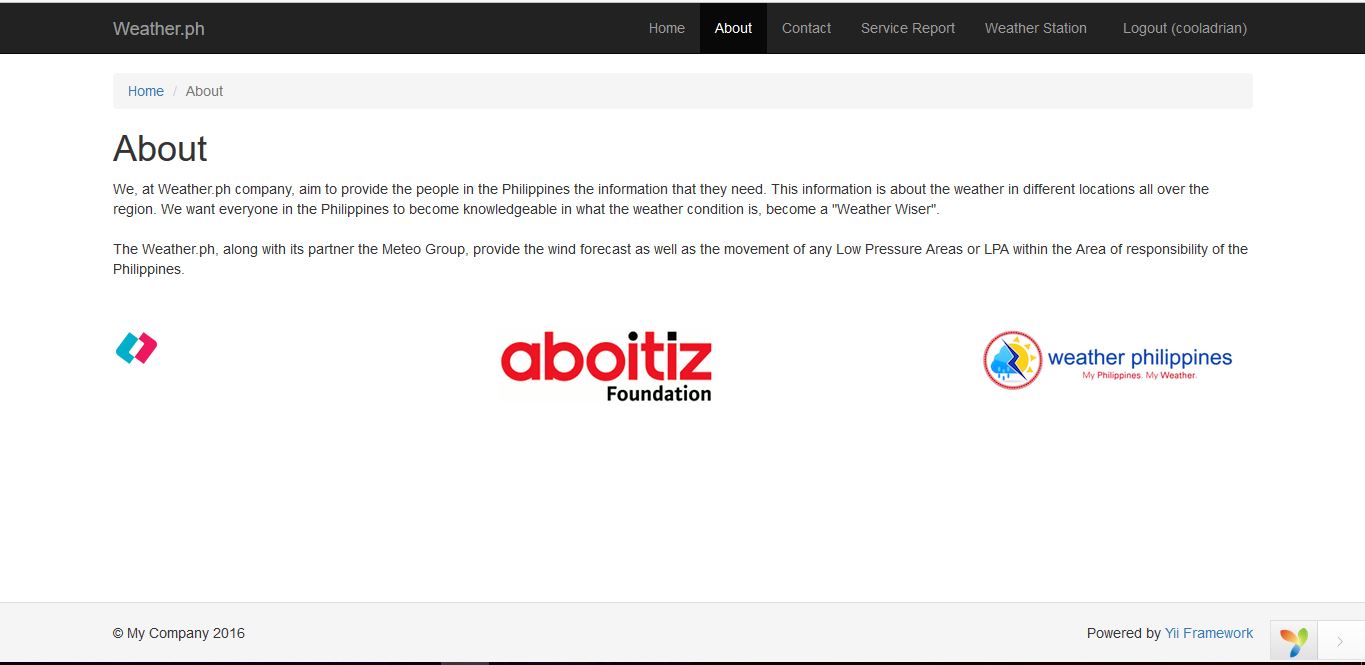 Weather.ph Home About Contact Service Report Weather Station Logout (cooladrian)
Home / About
About
We, at Weather.ph company, aim to provide the people in the Philippines the information that they need. This information is about the weather in different locations all over the
region. We want everyone in the Philippines to become knowledgeable in what the weather condition is, become a "Weather Wiser".
The Weather.ph, along with its partner the Meteo Group, provide the wind forecast as well as the movement of any Low Pressure Areas or LPA within the Area of responsibility of the
Philippines.
aboitiz
Foundation
weather philippines
My Philippines. My Weather.
© My Company 2016 Powered by Yii Framework